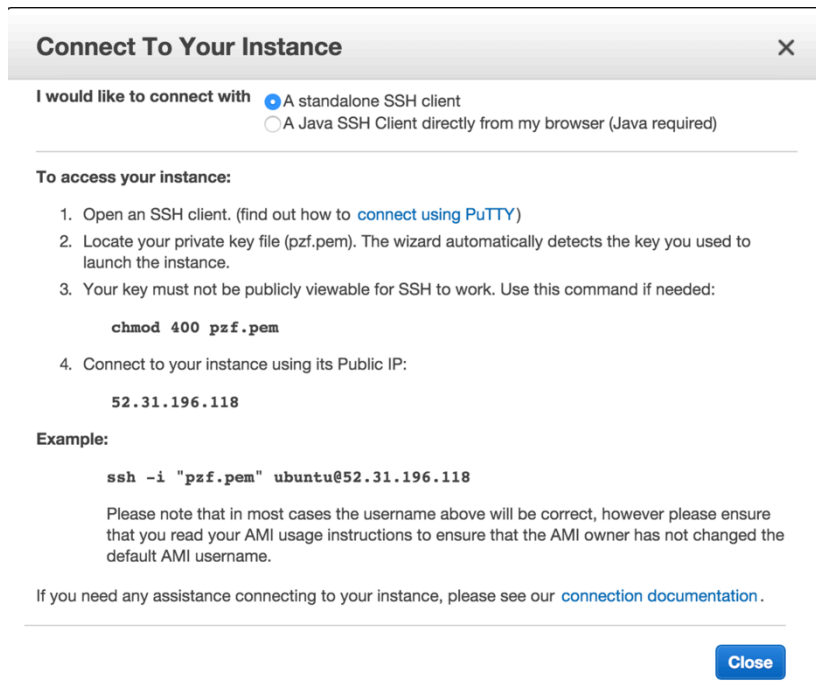 Connect To Your Instance
I would like to connect with
A standalone SSH client
A Java SSH Client directly from my browser (Java required)
To access your instance:
1. Open an SSH client. (find out how to connect using PuTTY)
2. Locate your private key file (pzf.pem). The wizard automatically detects the key you used to
launch the instance.
3. Your key must not be publicly viewable for SSH to work. Use this command if needed:
chmod 400 pzf.pem
4. Connect to your instance using its Public IP:
52.31.196.118
Example:
ssh -i "pzf.pem" ubuntu@52.31.196.118
Please note that in most cases the username above will be correct, however please ensure
that you read your AMI usage instructions to ensure that the AMI owner has not changed the
default AMI username.
If you need any assistance connecting to your instance, please see our connection documentation.
Close